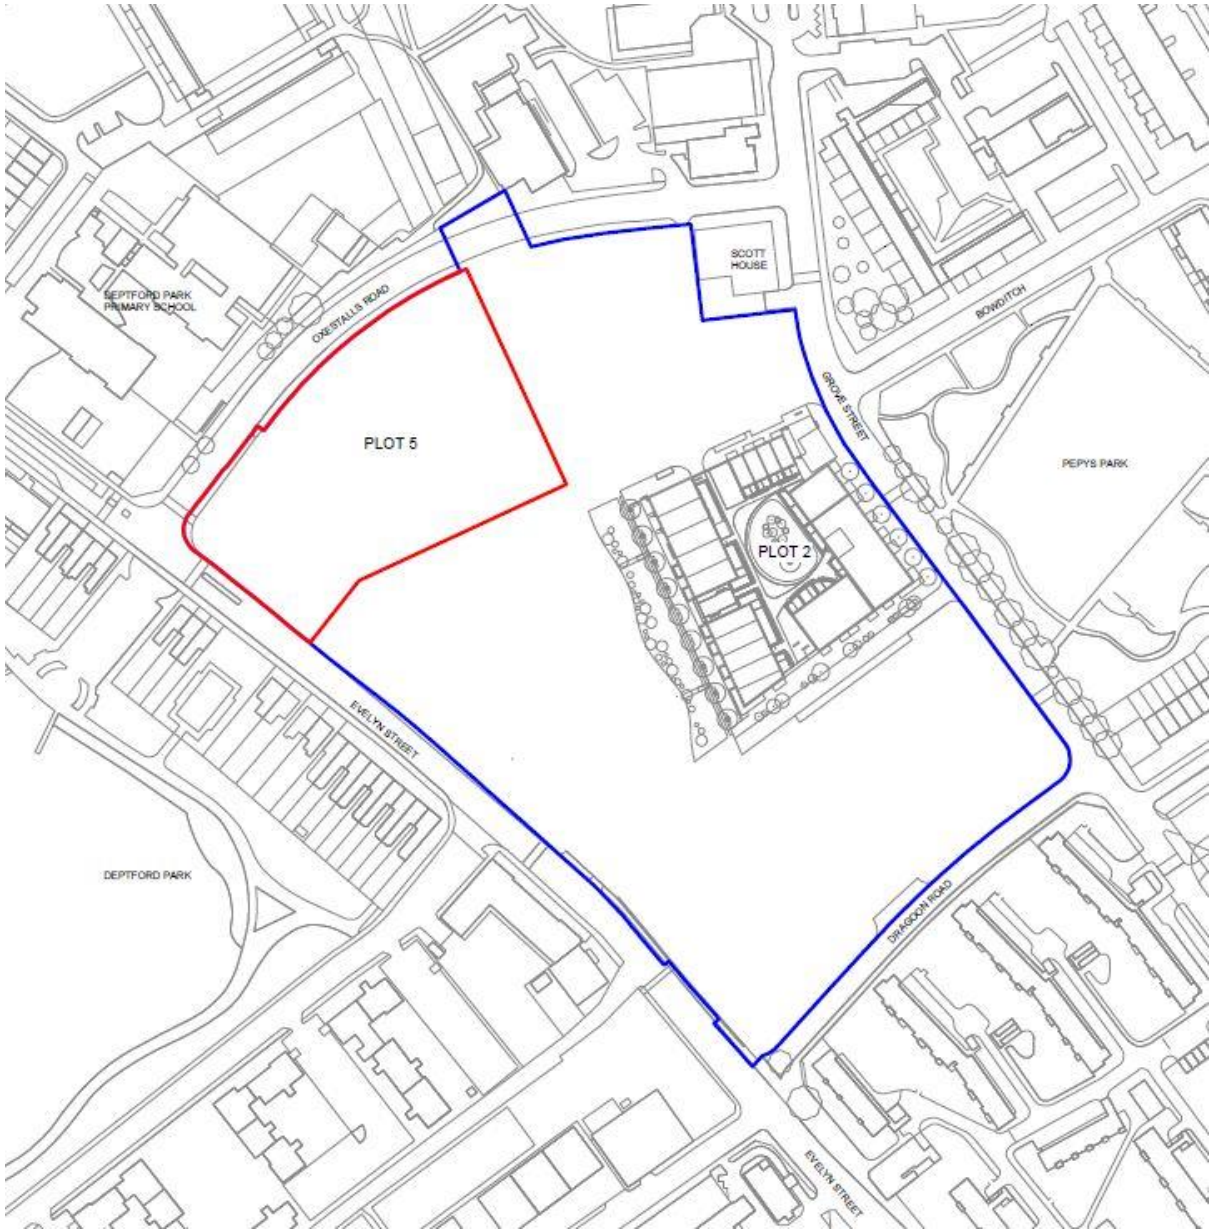 SCOTT
HOUSE
DEPTFORD PARK
PRIMARY SCHOOL
OXESTALLS ROAD
BOWDITCH
GROVE STREET
PLOT 5
PEPYS PARK
PLOT 2
EVELYN STREET
DEPTFORD PARK
DRAGOON ROAD
EVELYN STREET